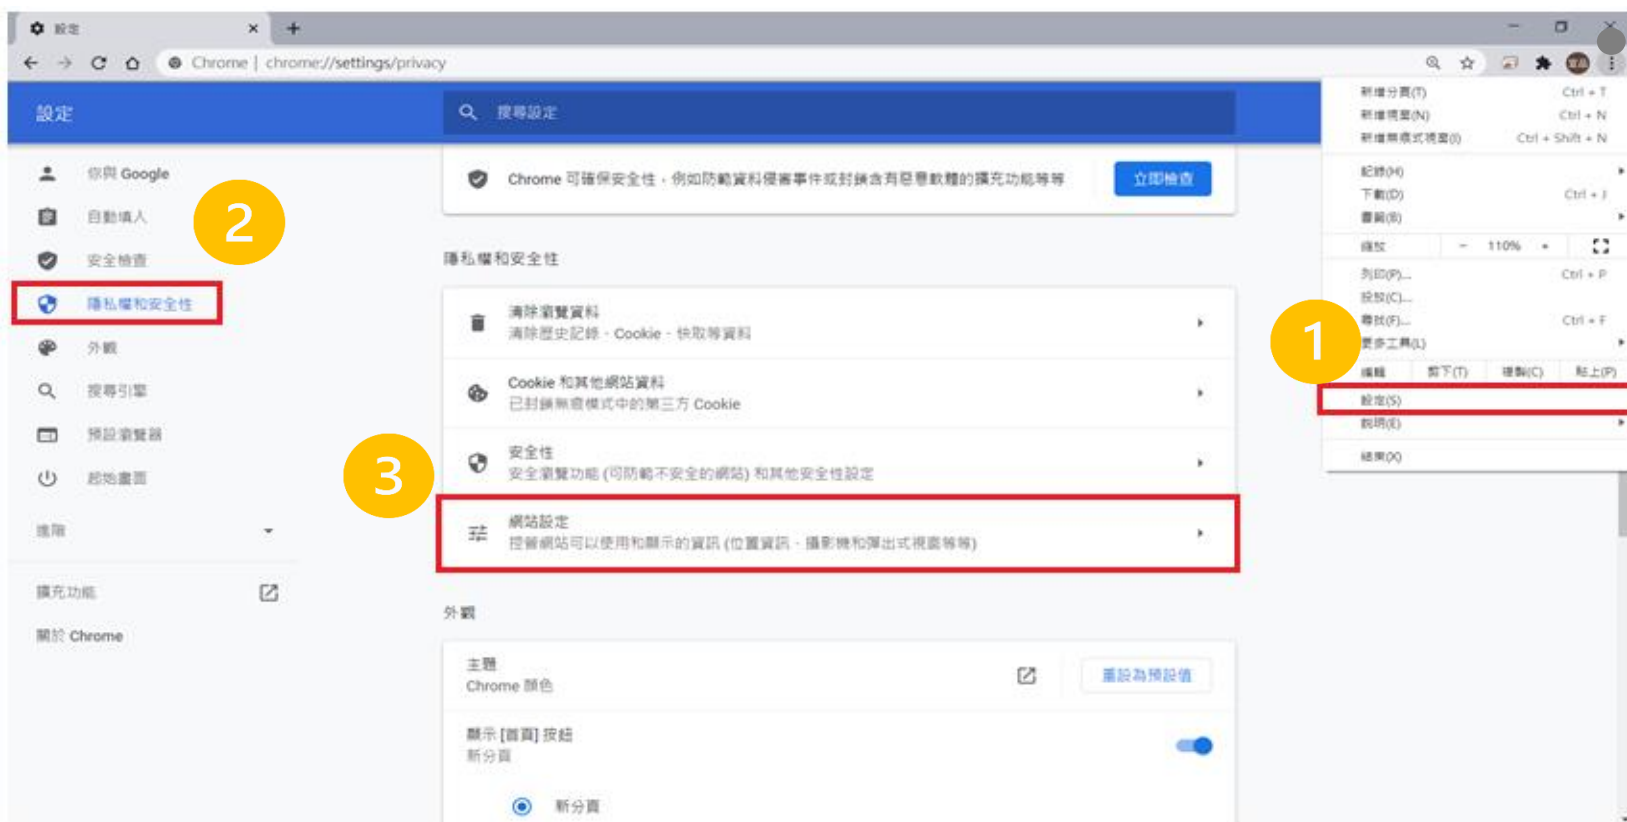 設定
Chrome | chrome://settings/privacy
設定
搜尋設定
你與 Google
自動填入
安全檢查
隱私權和安全性
外觀
搜尋引擎
預設瀏覽器
起始畫面
進階
擴充功能
關於 Chrome
2
Chrome 可確保安全性，例如防範資料侵害事件或封鎖含有惡意軟體的擴充功能等等
立即檢查
隱私權和安全性
清除瀏覽資料
清除歷史記錄、Cookie、快取等資料
Cookie 和其他網站資料
已封鎖無痕模式中的第三方 Cookie
安全性
安全瀏覽功能 (可防範不安全的網站) 和其他安全性設定
3
網站設定
控管網站可以使用和顯示的資訊 (位置資訊、攝影機和彈出式視窗等等)
外觀
主題
Chrome 顏色
重設為預設值
顯示 [首頁] 按鈕
新分頁
新分頁
新增分頁(T) Ctrl + T
新增視窗(N) Ctrl + N
新增無痕式視窗(I) Ctrl + Shift + N
記錄(H)
下載(D) Ctrl + J
書籤(B)
縮放 - 110% +
列印(P)... Ctrl + P
投放(C)...
尋找(F)... Ctrl + F
更多工具(L)
1
編輯 剪下(T) 複製(C) 貼上(P)
設定(S)
說明(E)
結束(X)